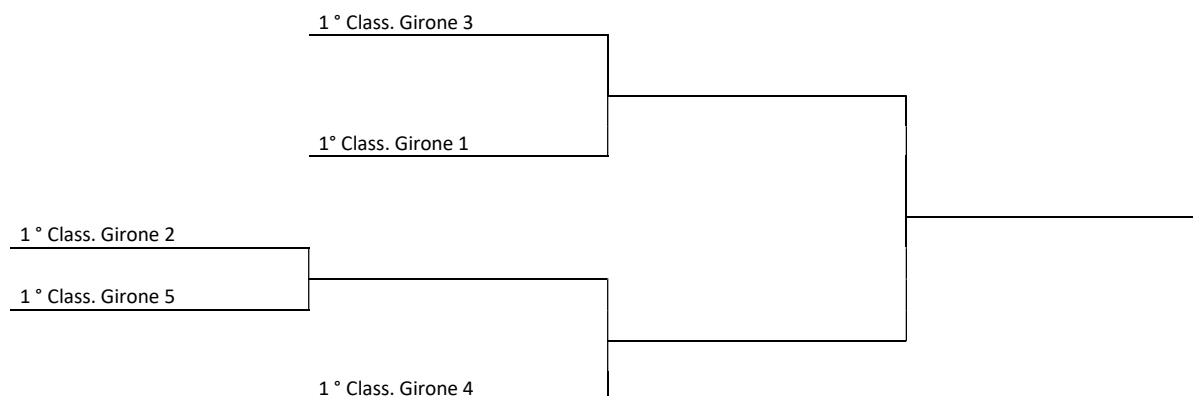 1 ° Class. Girone 3
1° Class. Girone 1
1 ° Class. Girone 2
1 ° Class. Girone 5
1 ° Class. Girone 4